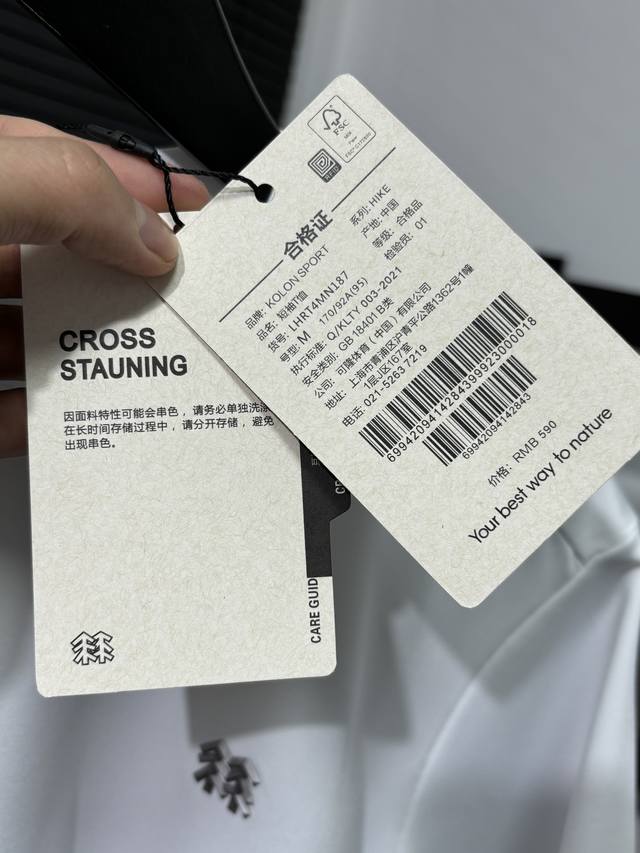 CROSS
STAUNING
因面料特性可能会串色，请务必单独洗涤
在长时间存储过程中，请分开存储，避免
出现串色。
CARE GUID
FSC
RFID
合格证
品牌: KOLON SPORT
系列: HIKE
品名: 短袖T恤
产地: 中国
货号: LHRT4MN187
等级: 合格品
号型: M 170/92A(95)
检验员: 01
执行标准: Q/KLTY 003-2021
安全类别: GB 18401 B类
公司: 可隆体育（中国）有限公司
地址: 上海市青浦区沪青平公路1362号1幢
1层J区167室
电话: 021-5263 7219
69942094142843999230000018
69942094142843
价格: RMB 590
Your best way to nature